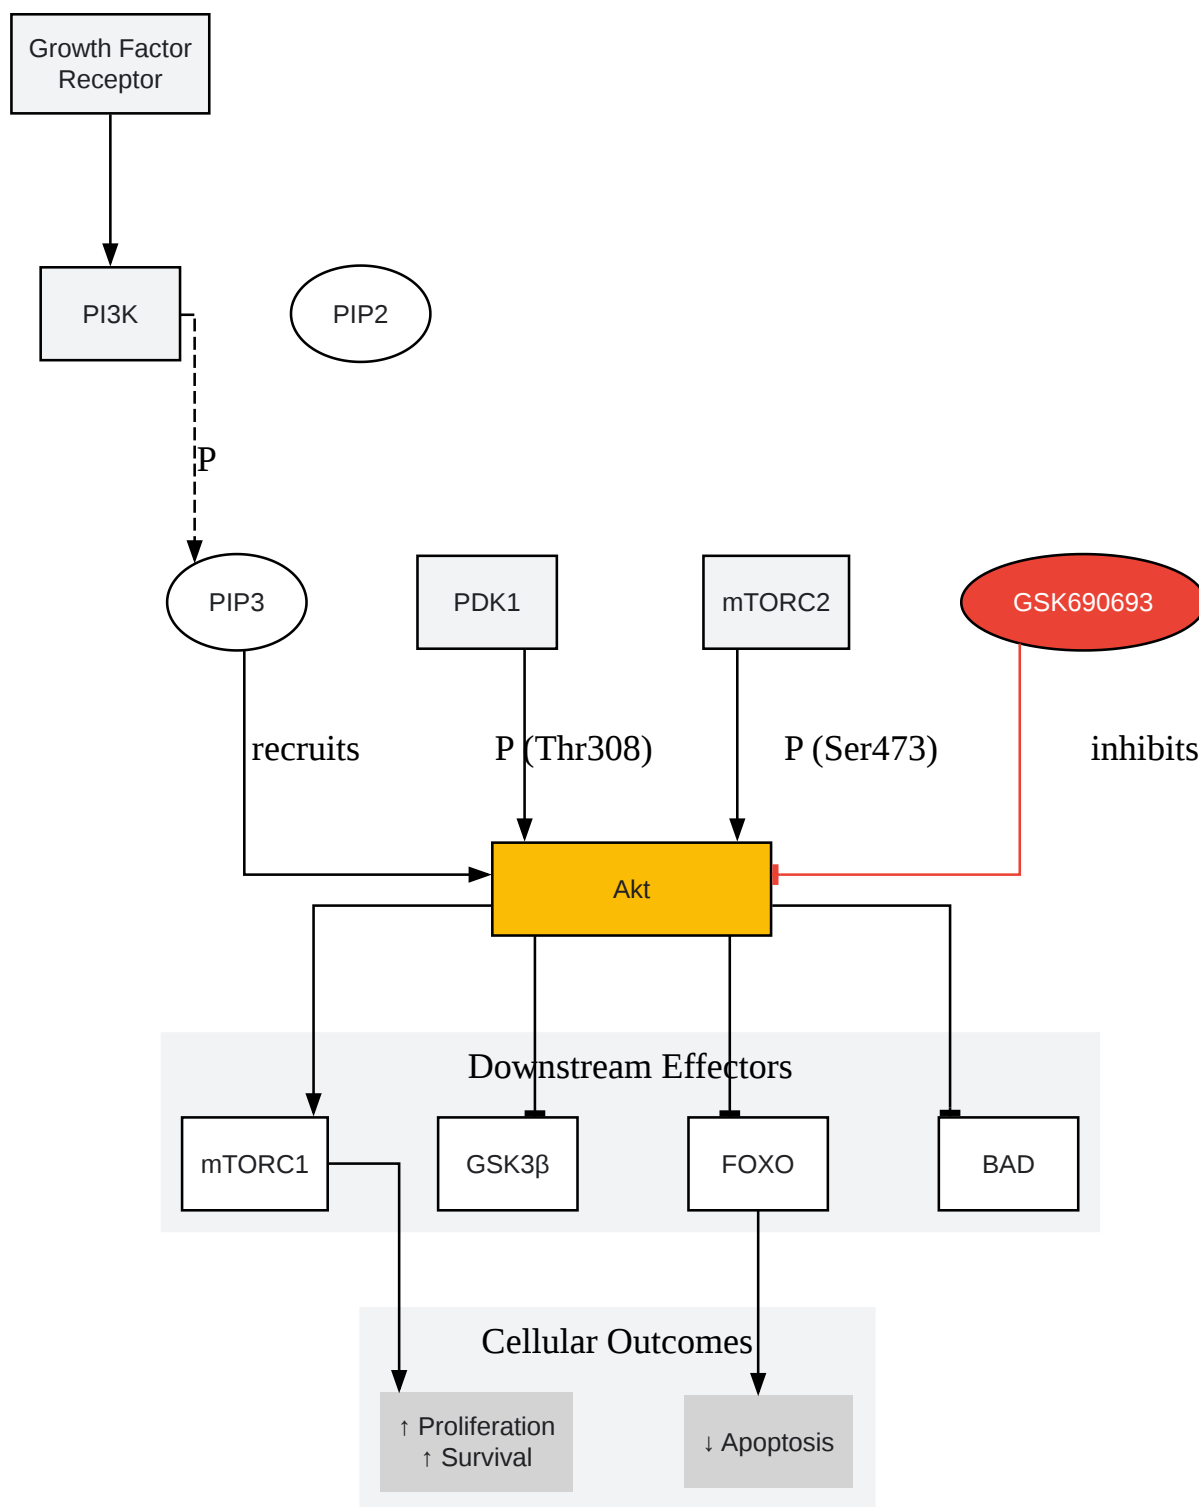 Growth Factor
Receptor
PI3K
PIP2
P
PIP3
PDK1
mTORC2
GSK690693
recruits
P (Thr308)
P (Ser473)
inhibits
Akt
Downstream Effectors
mTORC1
GSK3β
FOXO
BAD
Cellular Outcomes
↑ Proliferation
↑ Survival
↓ Apoptosis